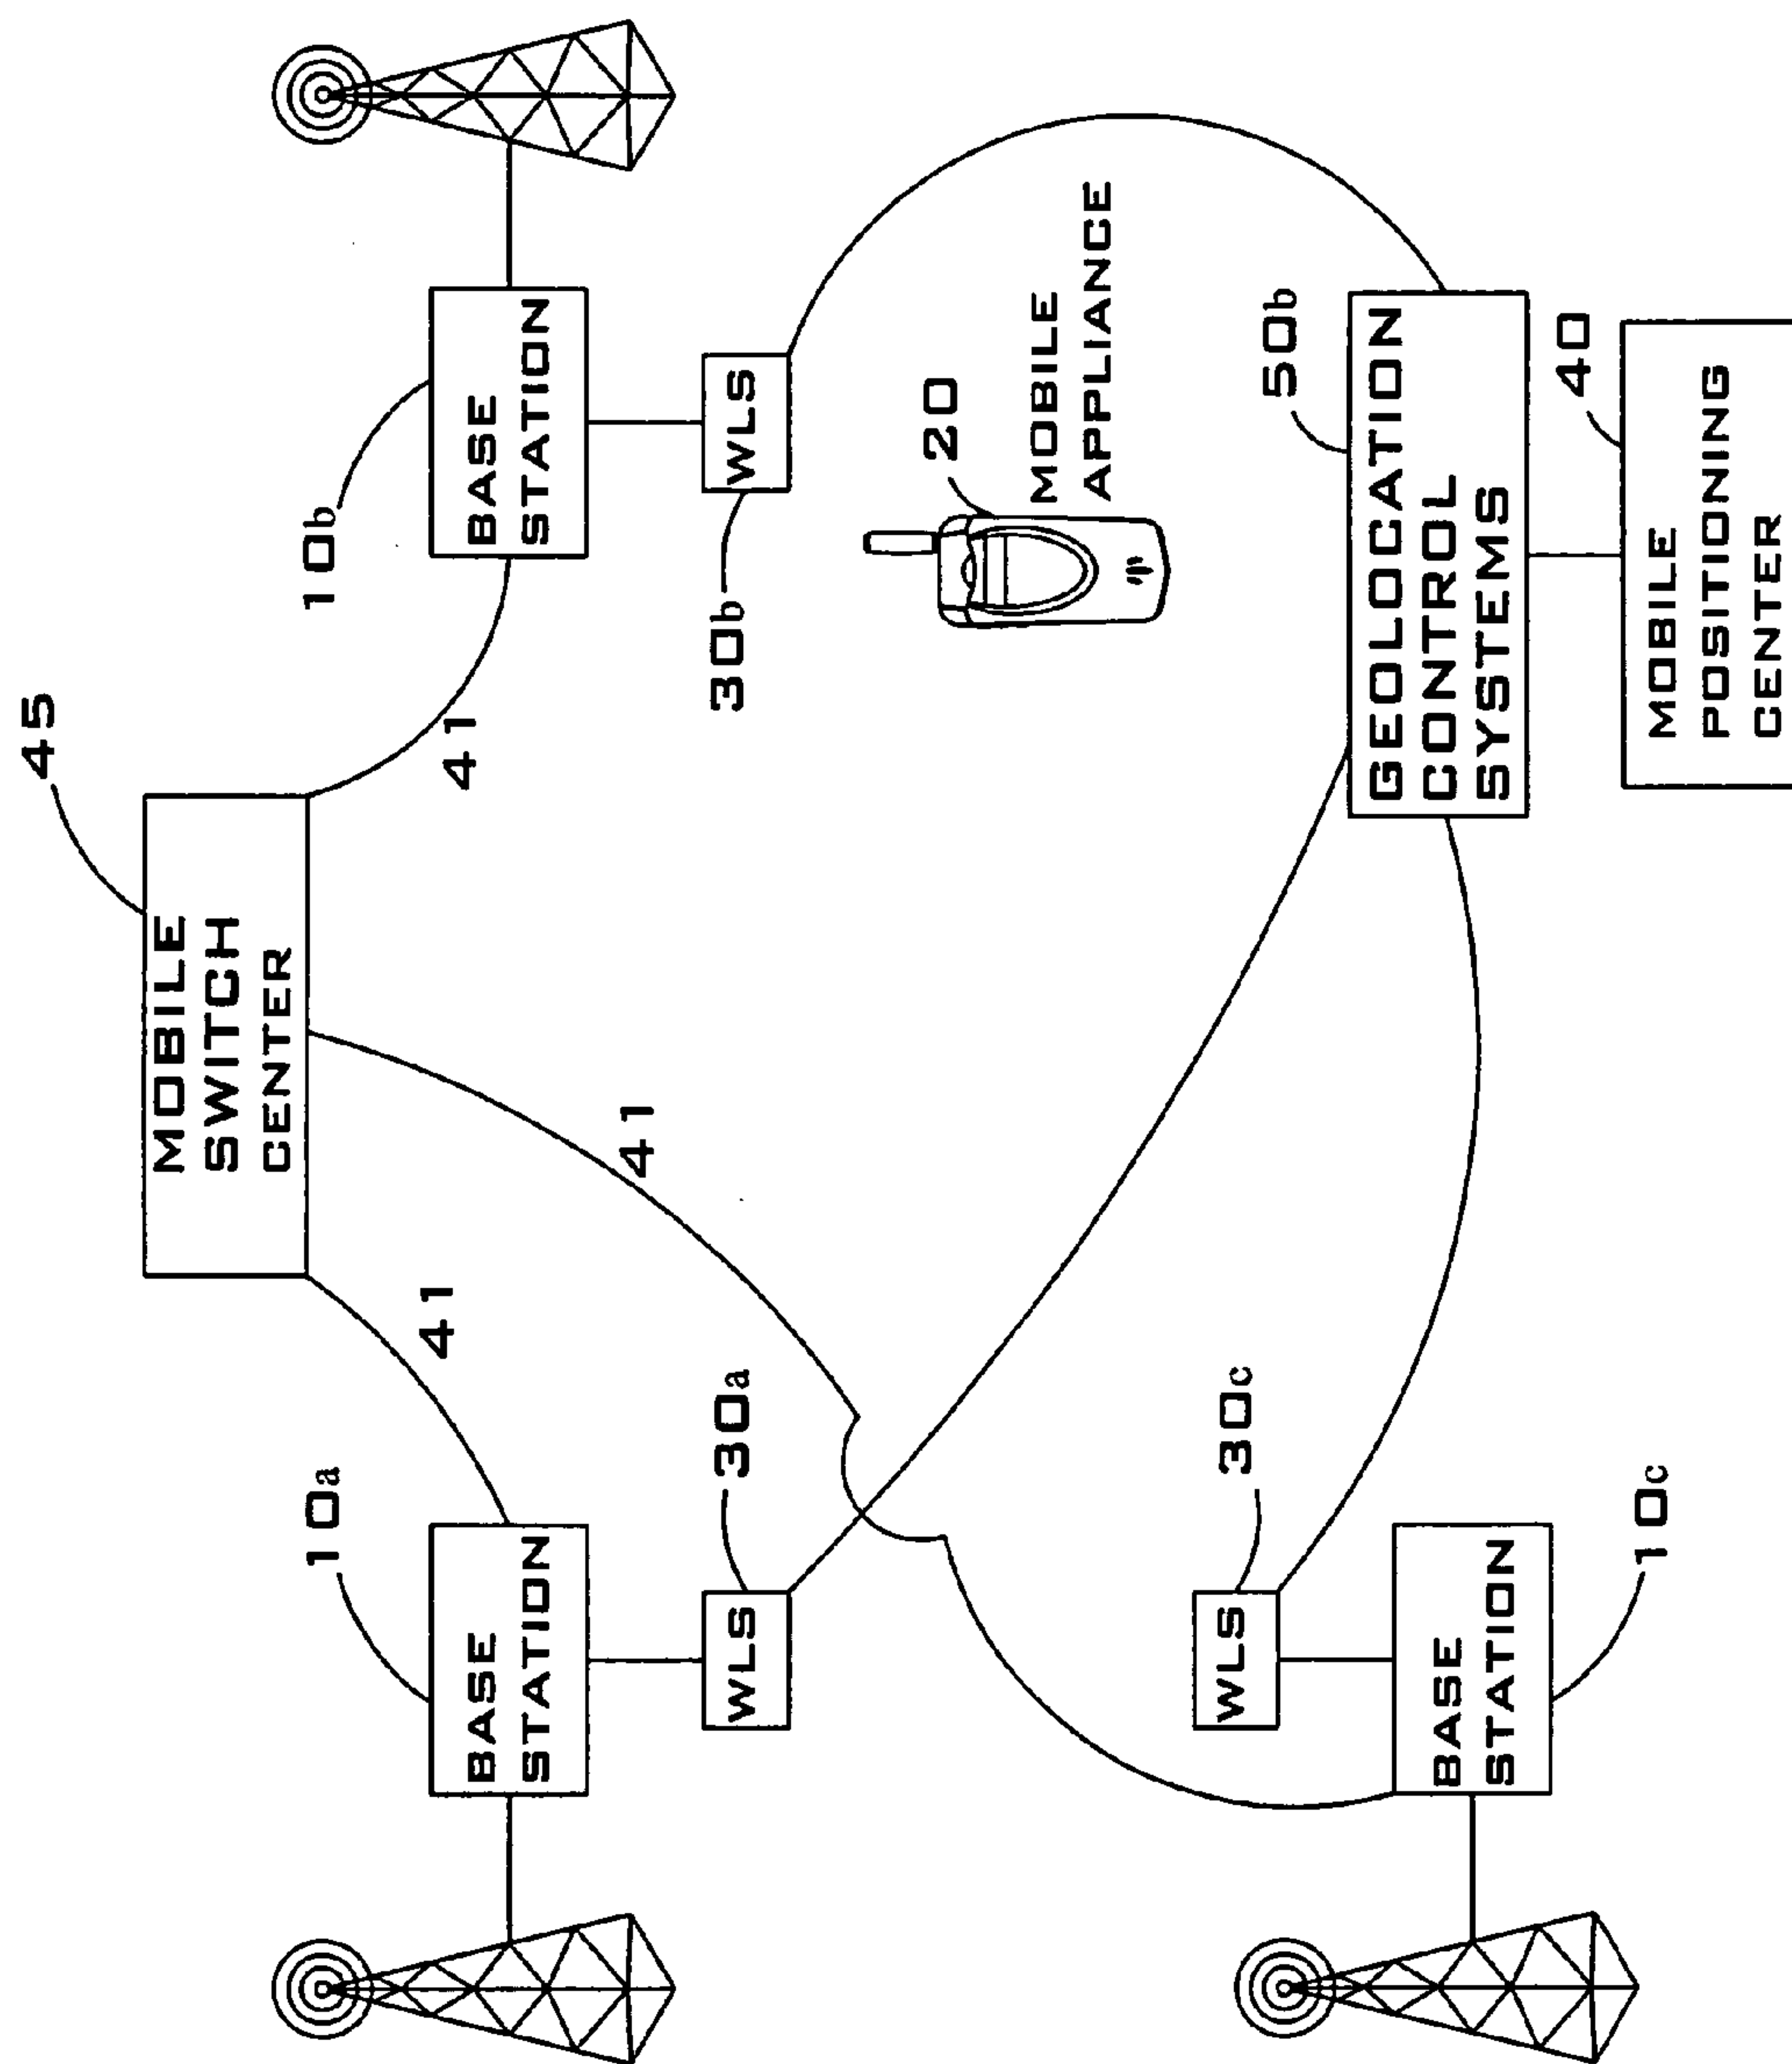 45
MOBILE
SWITCH
CENTER
10a
41
41
41
10b
BASE
STATION
BASE
STATION
30a
WLS
30b
WLS
20
MOBILE
APPLIANCE
30c
WLS
50b
GEOLOCATION
CONTROL
SYSTEMS
BASE
STATION
10c
40
MOBILE
POSITIONING
CENTER